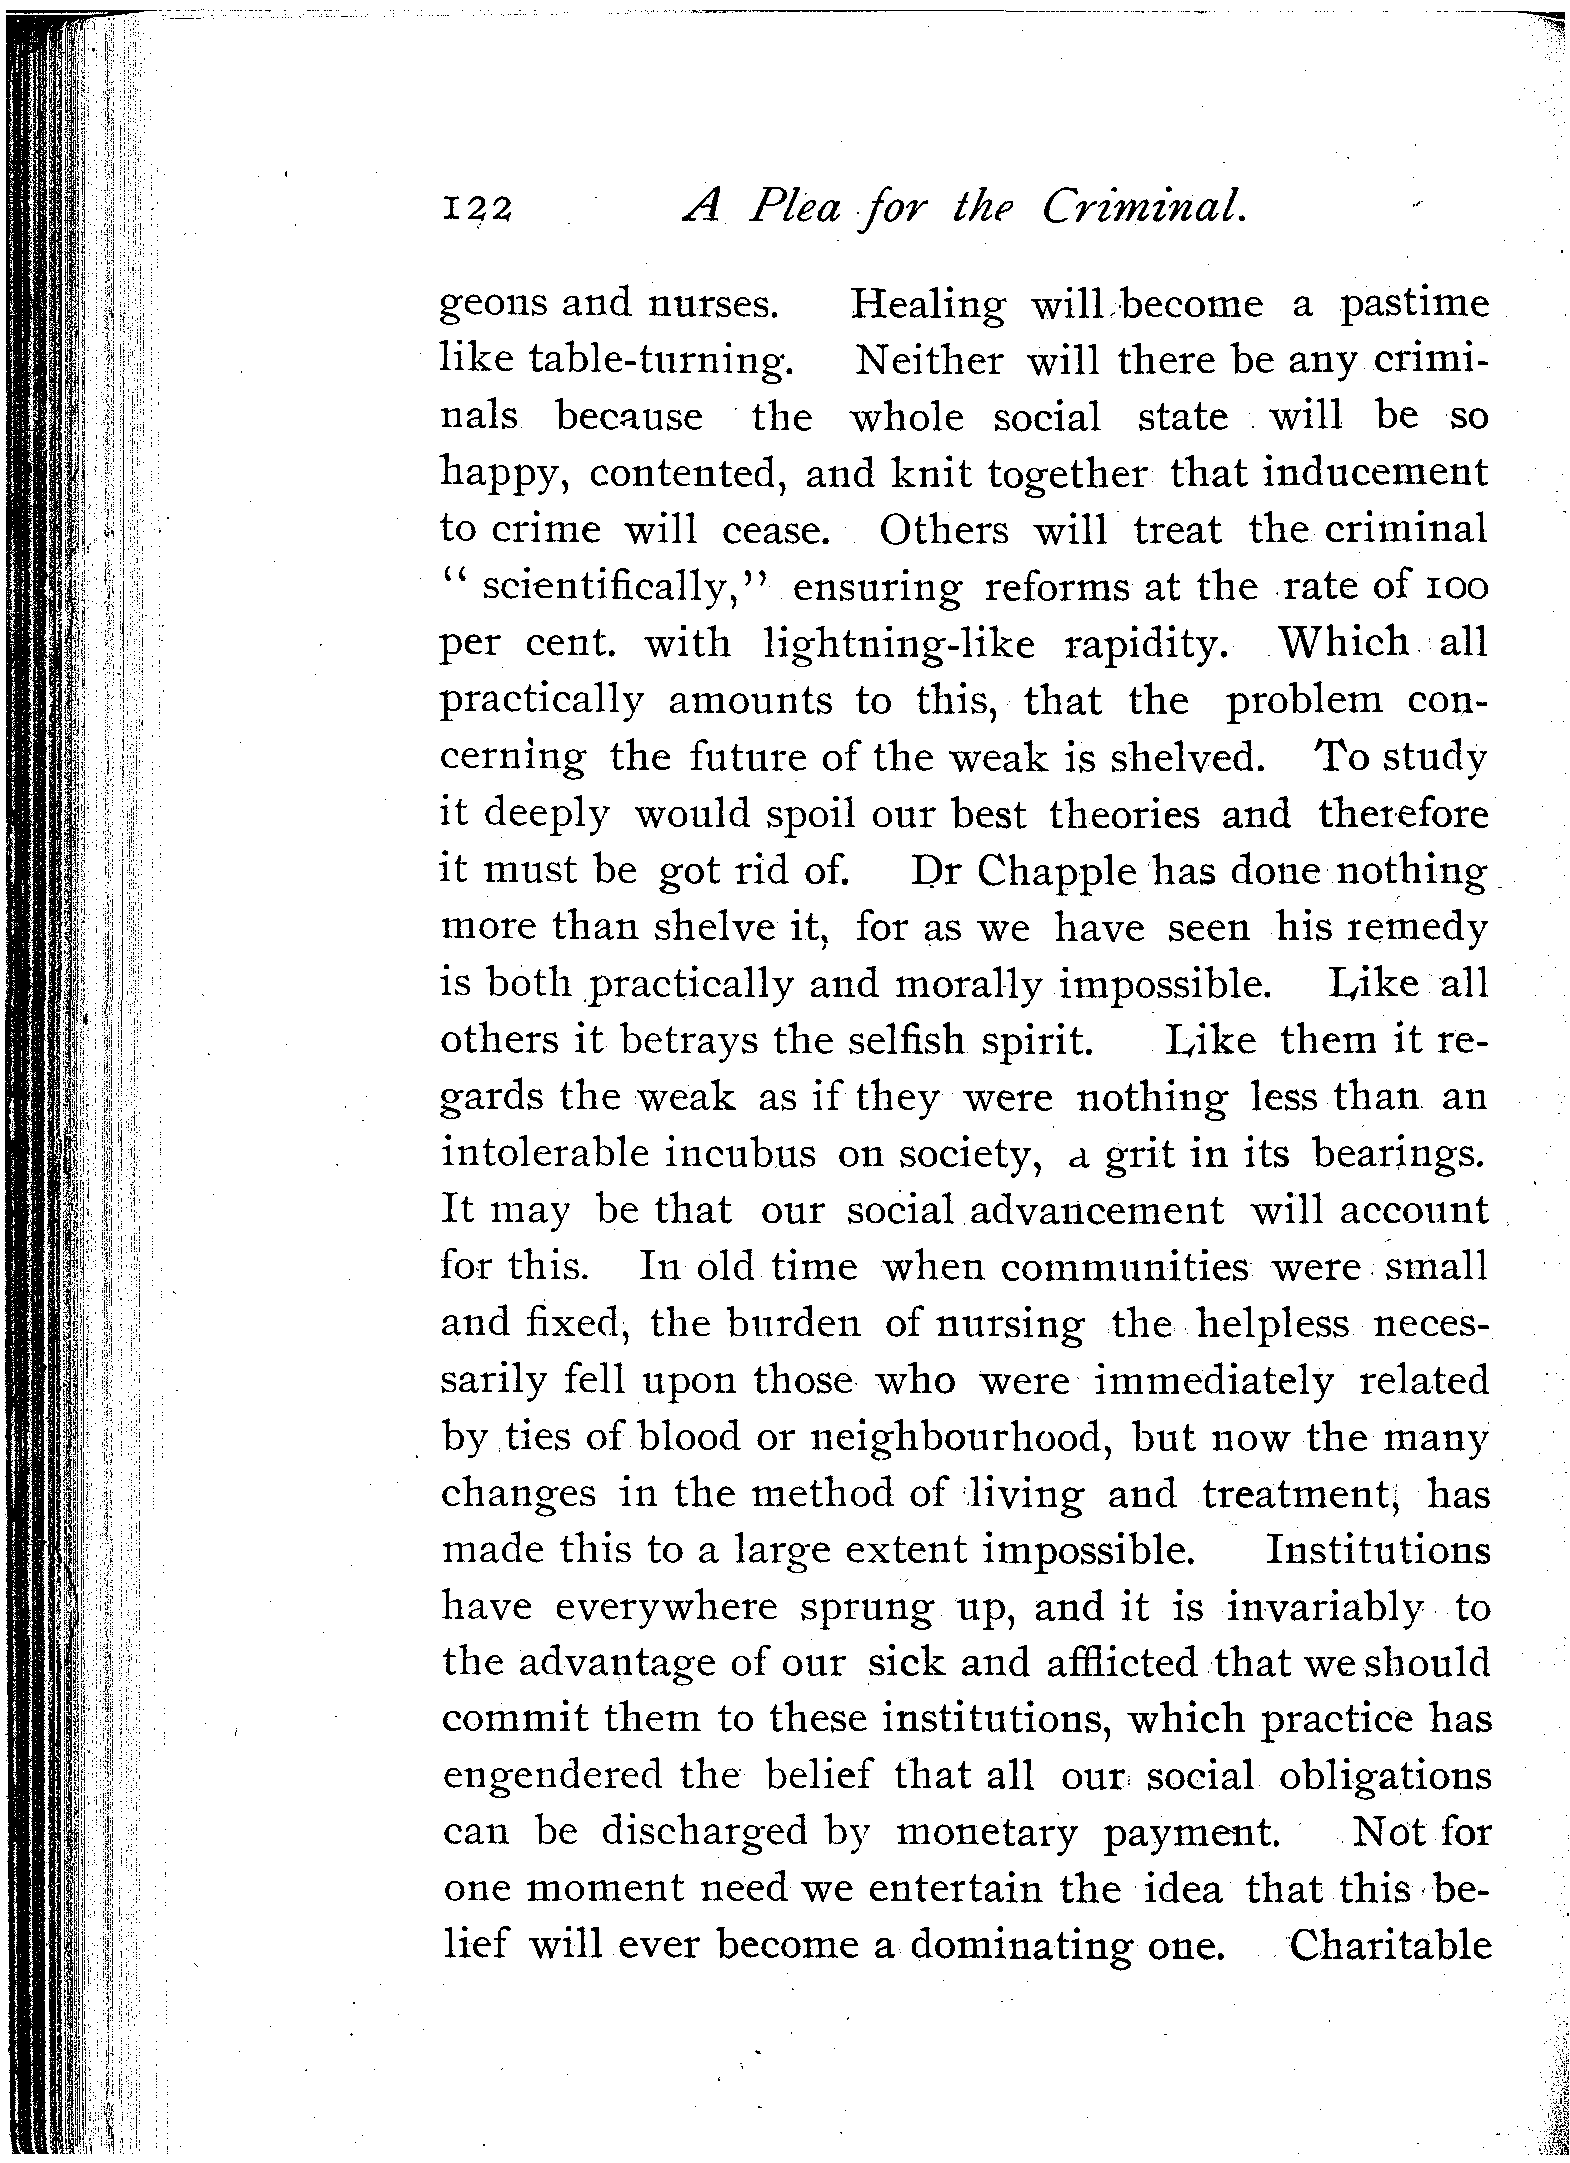 122 A Plea for the Criminal.
geons and nurses. Healing will become a pastime
like table-turning. Neither will there be any crimi-
nals because the whole social state will be so
happy, contented, and knit together that inducement
to crime will cease. Others will treat the criminal
“ scientifically,” ensuring reforms at the rate of 100
per cent. with lightning-like rapidity. Which all
practically amounts to this, that the problem con-
cerning the future of the weak is shelved. To study
it deeply would spoil our best theories and therefore
it must be got rid of. Dr Chapple has done nothing
more than shelve it, for as we have seen his remedy
is both practically and morally impossible. Like all
others it betrays the selfish spirit. Like them it re-
gards the weak as if they were nothing less than an
intolerable incubus on society, a grit in its bearings.
It may be that our social advancement will account
for this. In old time when communities were small
and fixed, the burden of nursing the helpless neces-
sarily fell upon those who were immediately related
by ties of blood or neighbourhood, but now the many
changes in the method of living and treatment, has
made this to a large extent impossible. Institutions
have everywhere sprung up, and it is invariably to
the advantage of our sick and afflicted that we should
commit them to these institutions, which practice has
engendered the belief that all our social obligations
can be discharged by monetary payment. Not for
one moment need we entertain the idea that this be-
lief will ever become a dominating one. Charitable